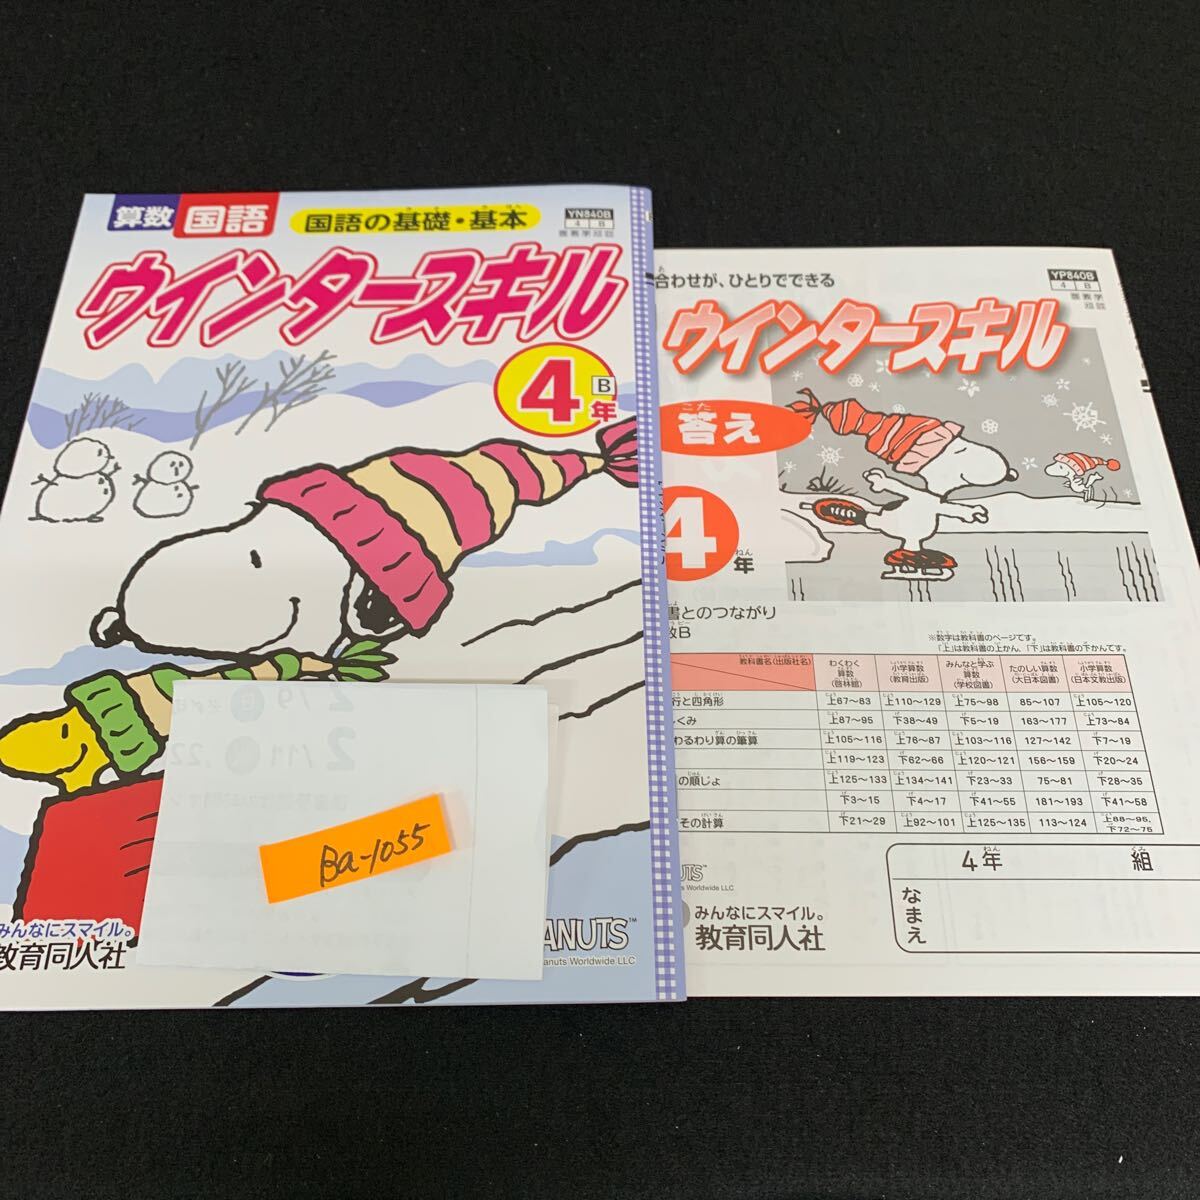 算数 国語 国語の基礎・基本 YN840B
4 B
ウインタースキル
4年 B
Ba-1055
みんなにスマイル。
教育同人社
ANUTS™
anuts Worldwide LLC
合わせが、ひとりでできる YP840B
4 B
ウインタースキル
こた
答え
4年
ねん
書とのつながり
数B
※数字は教科書のページです。
「上」は教科書の上かん、「下」は教科書の下かんです。
教科書名(出版社名) わくわく算数(啓林館) 小学算数(教育出版) みんなと学ぶ算数(学校図書) たのしい算数(大日本図書) 小学算数(日本文教出版)
行と四角形 上67〜83 上110〜129 上75〜98 85〜107 上105〜120
しくみ 上87〜95 下38〜49 下5〜19 163〜177 上73〜84
わるわり算の筆算 上105〜116 上76〜87 上103〜116 127〜142 下7〜19
上119〜123 下62〜66 上120〜121 156〜159 下20〜24
の順じょ 上125〜133 上134〜141 下23〜33 75〜81 下28〜35
下3〜15 下4〜17 下41〜55 181〜193 下41〜58
その計算 下21〜29 上92〜101 上125〜135 113〜124 上88〜95、下72〜75
4年 組
なまえ
UTS
Worldwide LLC
みんなにスマイル。
教育同人社